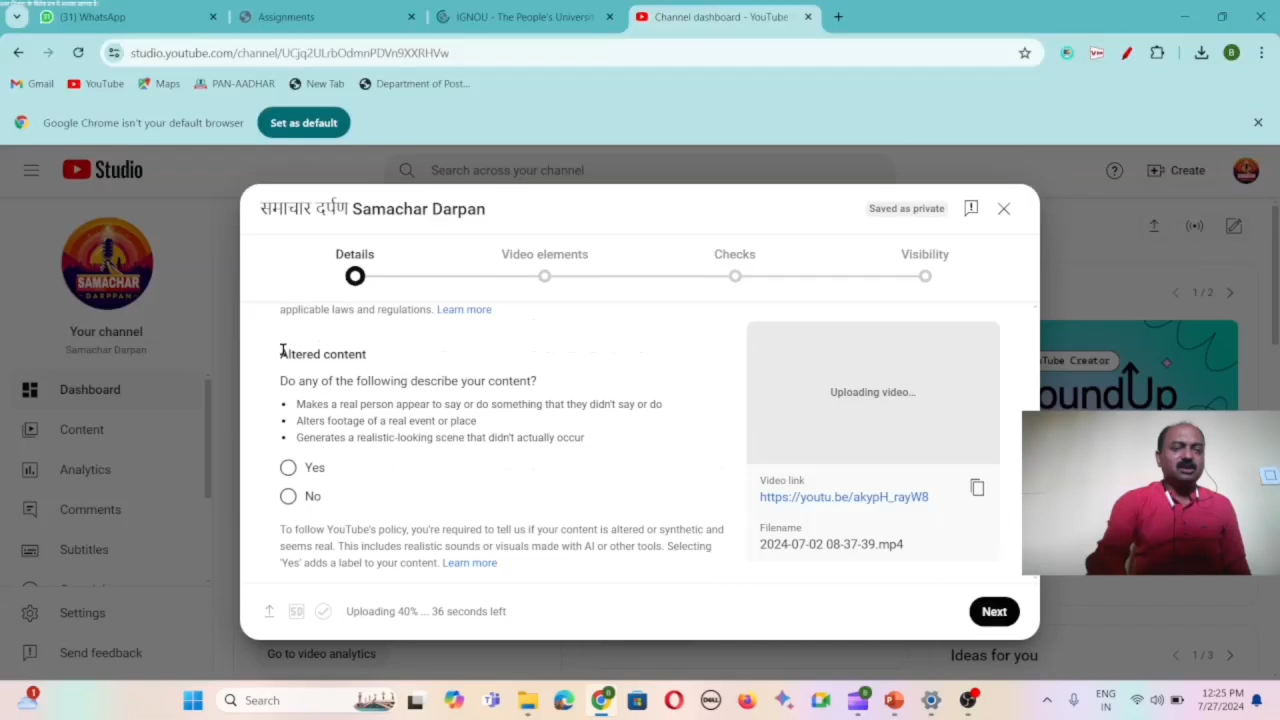 (31) WhatsApp
Assignments
IGNOU - The People's Universit
Channel dashboard - YouTube
studio.youtube.com/channel/UCjq2ULrbOdmnPDVn9XXRHVw
Gmail
YouTube
Maps
PAN-AADHAR
New Tab
Department of Post...
Google Chrome isn't your default browser
Set as default
Studio
Search across your channel
Create
समाचार दर्पण Samachar Darpan
Saved as private
Details
Video elements
Checks
Visibility
SAMACHAR
DARPPAN
Your channel
Samachar Darpan
Dashboard
Content
Analytics
Comments
Subtitles
Settings
Send feedback
applicable laws and regulations. Learn more
Altered content
Do any of the following describe your content?
• Makes a real person appear to say or do something that they didn't say or do
• Alters footage of a real event or place
• Generates a realistic-looking scene that didn't actually occur
Yes
No
To follow YouTube's policy, you're required to tell us if your content is altered or synthetic and
seems real. This includes realistic sounds or visuals made with AI or other tools. Selecting
'Yes' adds a label to your content. Learn more
Uploading video...
Video link
https://youtu.be/akypH_rayW8
Filename
2024-07-02 08-37-39.mp4
SD
Uploading 40% ... 36 seconds left
Next
1 / 2
Tube Creator
oundUp
Go to video analytics
Ideas for you
1 / 3
1
Search
DELL
8
ENG
IN
12:25 PM
7/27/2024